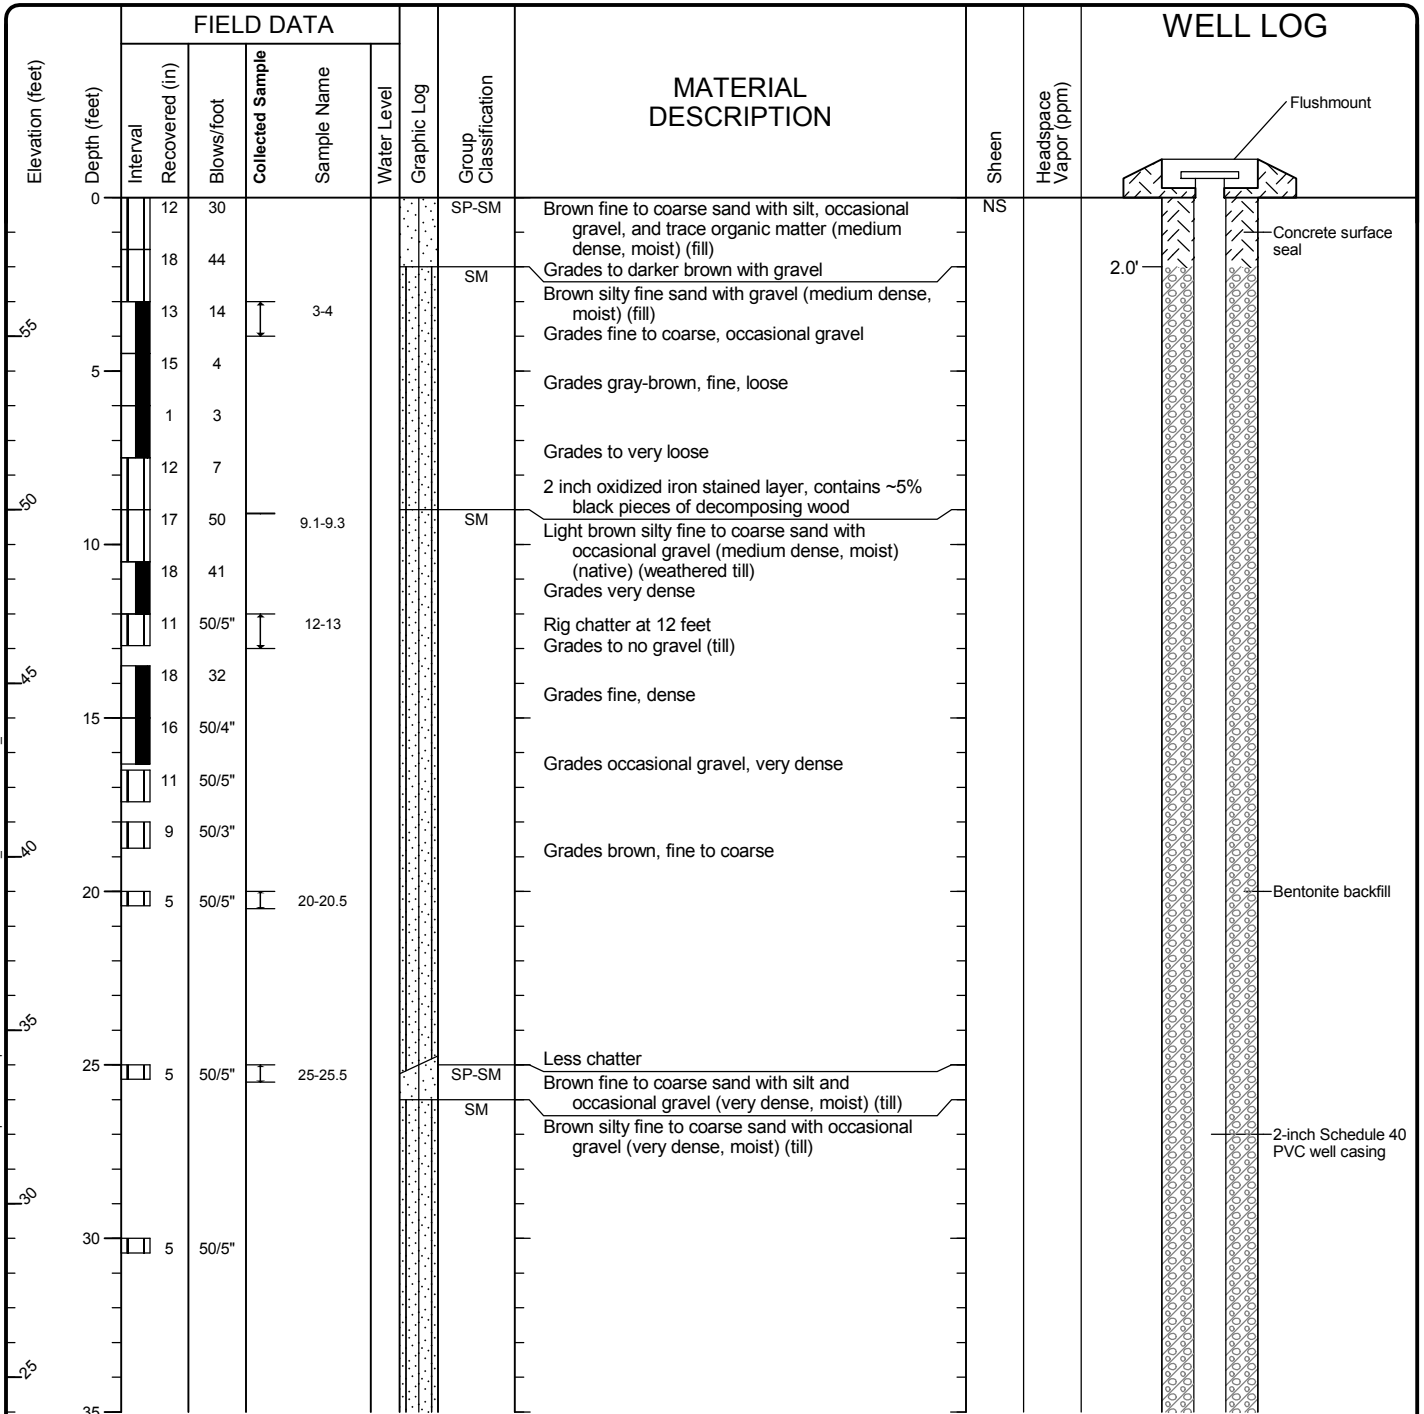 FIELD DATA
WELL LOG
Elevation (feet)
Depth (feet)
Interval
Recovered (in)
Blows/foot
Collected Sample
Sample Name
Water Level
Graphic Log
Group
Classification
MATERIAL
DESCRIPTION
Sheen
Headspace
Vapor (ppm)
Flushmount
0
12 30
SP-SM
Brown fine to coarse sand with silt, occasional
gravel, and trace organic matter (medium
dense, moist) (fill)
NS
Concrete surface
seal
18 44
Grades to darker brown with gravel
2.0'
SM
Brown silty fine sand with gravel (medium dense,
moist) (fill)
13 14 3-4
55
Grades fine to coarse, occasional gravel
15 4
5
Grades gray-brown, fine, loose
1 3
Grades to very loose
12 7
2 inch oxidized iron stained layer, contains ~5%
black pieces of decomposing wood
50
17 50 9.1-9.3
SM
Light brown silty fine to coarse sand with
occasional gravel (medium dense, moist)
(native) (weathered till)
10
18 41
Grades very dense
11 50/5" 12-13
Rig chatter at 12 feet
Grades to no gravel (till)
45
18 32
Grades fine, dense
15
16 50/4"
Grades occasional gravel, very dense
11 50/5"
9 50/3"
40
Grades brown, fine to coarse
20
5 50/5" 20-20.5
Bentonite backfill
35
Less chatter
25
5 50/5" 25-25.5
SP-SM
Brown fine to coarse sand with silt and
occasional gravel (very dense, moist) (till)
SM
Brown silty fine to coarse sand with occasional
gravel (very dense, moist) (till)
2-inch Schedule 40
PVC well casing
30
30
5 50/5"
25
35